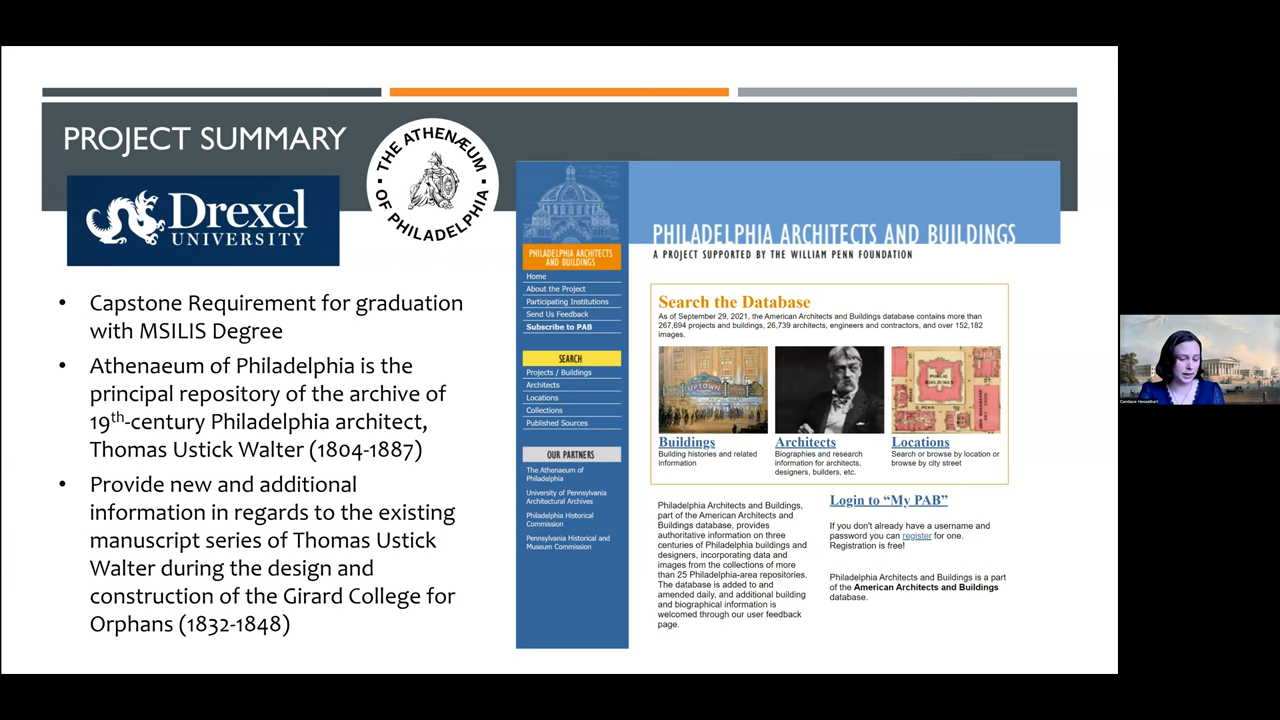 PROJECT SUMMARY
THE ATHENÆUM
OF PHILADELPHIA
Drexel
UNIVERSITY
• Capstone Requirement for graduation
with MSILIS Degree
• Athenaeum of Philadelphia is the
principal repository of the archive of
19th-century Philadelphia architect,
Thomas Ustick Walter (1804-1887)
• Provide new and additional
information in regards to the existing
manuscript series of Thomas Ustick
Walter during the design and
construction of the Girard College for
Orphans (1832-1848)
PHILADELPHIA ARCHITECTS
AND BUILDINGS
Home
About the Project
Participating Institutions
Send Us Feedback
Subscribe to PAB
SEARCH
Projects / Buildings
Architects
Locations
Collections
Published Sources
OUR PARTNERS
The Athenaeum of
Philadelphia
University of Pennsylvania
Architectural Archives
Philadelphia Historical
Commission
Pennsylvania Historical and
Museum Commission
PHILADELPHIA ARCHITECTS AND BUILDINGS
A PROJECT SUPPORTED BY THE WILLIAM PENN FOUNDATION
Search the Database
As of September 29, 2021, the American Architects and Buildings database contains more than
267,694 projects and buildings, 26,739 architects, engineers and contractors, and over 152,182
images.
UPTOWN
PUBLIC
BUILDINGS
S. PENN
Buildings
Building histories and related
information
Architects
Biographies and research
information for architects,
designers, builders, etc.
Locations
Search or browse by location or
browse by city street
Philadelphia Architects and Buildings,
part of the American Architects and
Buildings database, provides
authoritative information on three
centuries of Philadelphia buildings and
designers, incorporating data and
images from the collections of more
than 25 Philadelphia-area repositories.
The database is added to and
amended daily, and additional building
and biographical information is
welcomed through our user feedback
page.
Login to “My PAB”
If you don't already have a username and
password you can register for one.
Registration is free!
Philadelphia Architects and Buildings is a part
of the American Architects and Buildings
database.
Candace Hesselbart